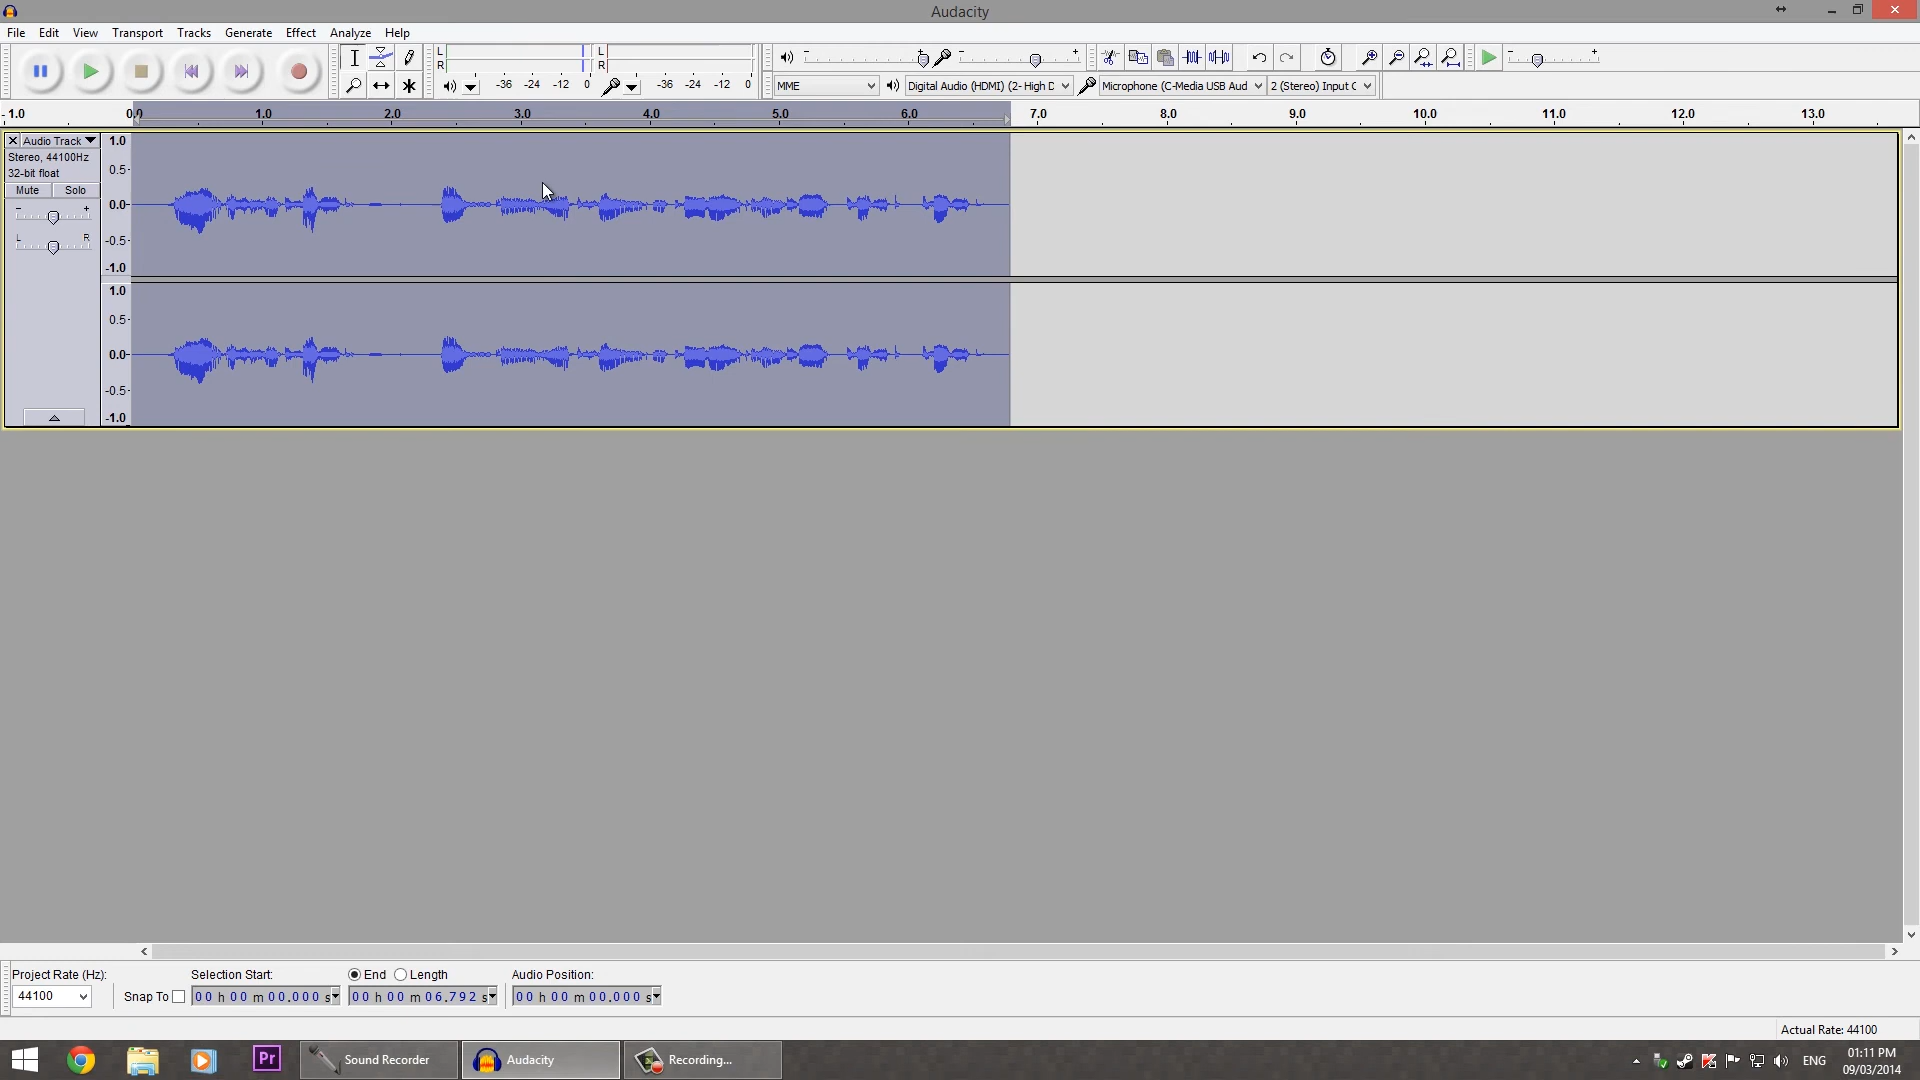 Audacity
File Edit View Transport Tracks Generate Effect Analyze Help
L
R
-36 -24 -12 0
L
R
-36 -24 -12 0
MME
Digital Audio (HDMI) (2- High D
Microphone (C-Media USB Aud
2 (Stereo) Input C
-1.0 0.0 1.0 2.0 3.0 4.0 5.0 6.0 7.0 8.0 9.0 10.0 11.0 12.0 13.0
Audio Track
Stereo, 44100Hz
32-bit float
Mute Solo
- +
L R
1.0
0.5-
0.0-
-0.5-
-1.0
1.0
0.5-
0.0-
-0.5-
-1.0
Project Rate (Hz): Selection Start: End Length Audio Position:
44100 Snap To 00 h 00 m 00.000 s 00 h 00 m 06.792 s 00 h 00 m 00.000 s
Actual Rate: 44100
Pr
Sound Recorder
Audacity
Recording...
ENG
01:11 PM
09/03/2014